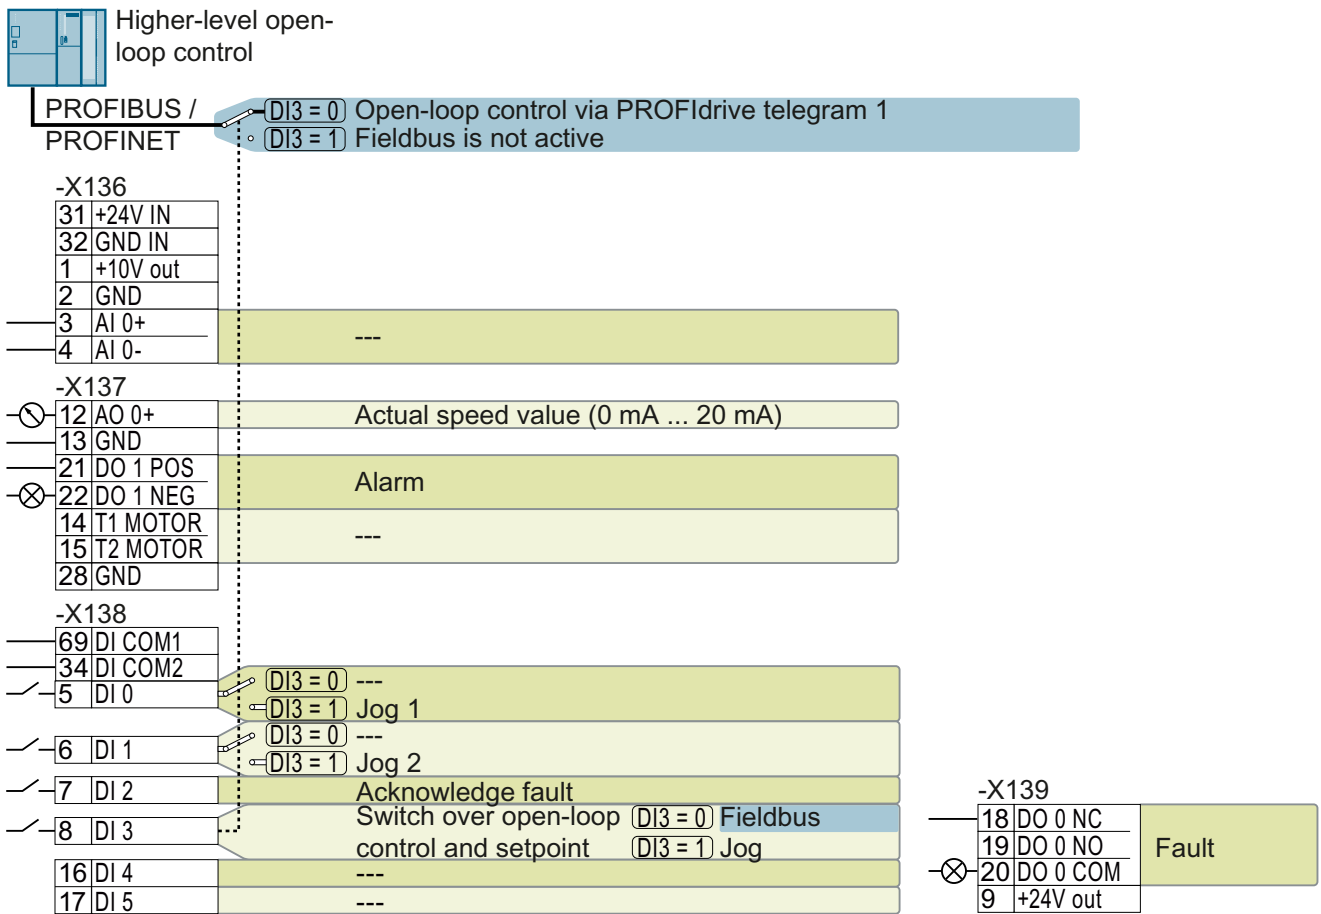 Higher-level open-
loop control
PROFIBUS /
PROFINET
DI3 = 0 Open-loop control via PROFIdrive telegram 1
DI3 = 1 Fieldbus is not active
-X136
31 +24V IN
32 GND IN
1 +10V out
2 GND
3 AI 0+
4 AI 0-
---
-X137
12 AO 0+ Actual speed value (0 mA ... 20 mA)
13 GND
21 DO 1 POS
22 DO 1 NEG
Alarm
14 T1 MOTOR
15 T2 MOTOR
---
28 GND
-X138
69 DI COM1
34 DI COM2
5 DI 0
DI3 = 0 ---
DI3 = 1 Jog 1
6 DI 1
DI3 = 0 ---
DI3 = 1 Jog 2
7 DI 2 Acknowledge fault
8 DI 3
Switch over open-loop DI3 = 0 Fieldbus
control and setpoint DI3 = 1 Jog
16 DI 4 ---
17 DI 5 ---
-X139
18 DO 0 NC
19 DO 0 NO
20 DO 0 COM
Fault
9 +24V out